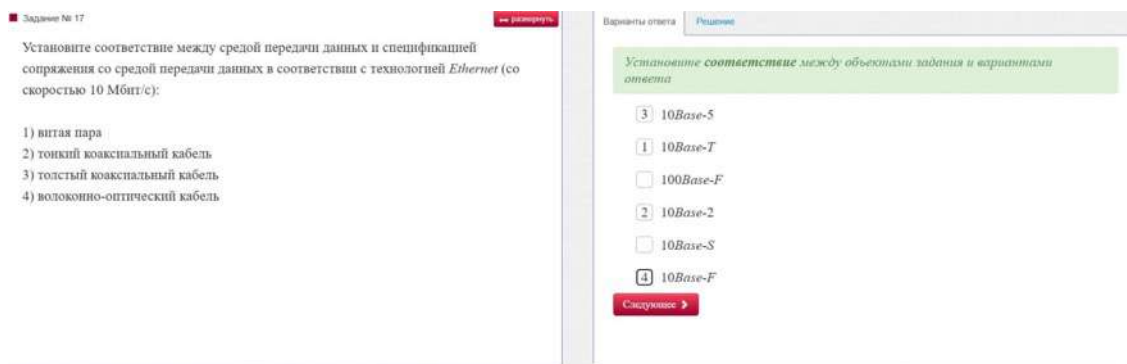 Задание № 17
развернуть
Установите соответствие между средой передачи данных и спецификацией
сопряжения со средой передачи данных в соответствии с технологией Ethernet (со
скоростью 10 Мбит/с):
1) витая пара
2) тонкий коаксиальный кабель
3) толстый коаксиальный кабель
4) волоконно-оптический кабель
Варианты ответа
Решение
Установите соответствие между объектами задания и вариантами
ответа
3 10Base-5
1 10Base-T
100Base-F
2 10Base-2
10Base-S
4 10Base-F
Следующее